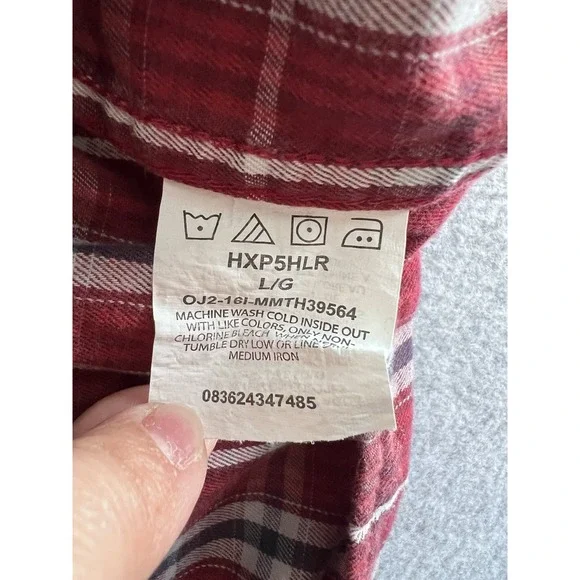 HXP5HLR
L/G
OJ2-16I-MMTH39564
MACHINE WASH COLD INSIDE OUT
WITH LIKE COLORS, ONLY NON-
CHLORINE BLEACH WHEN
TUMBLE DRY LOW OR LINE DRY
MEDIUM IRON
083624347485